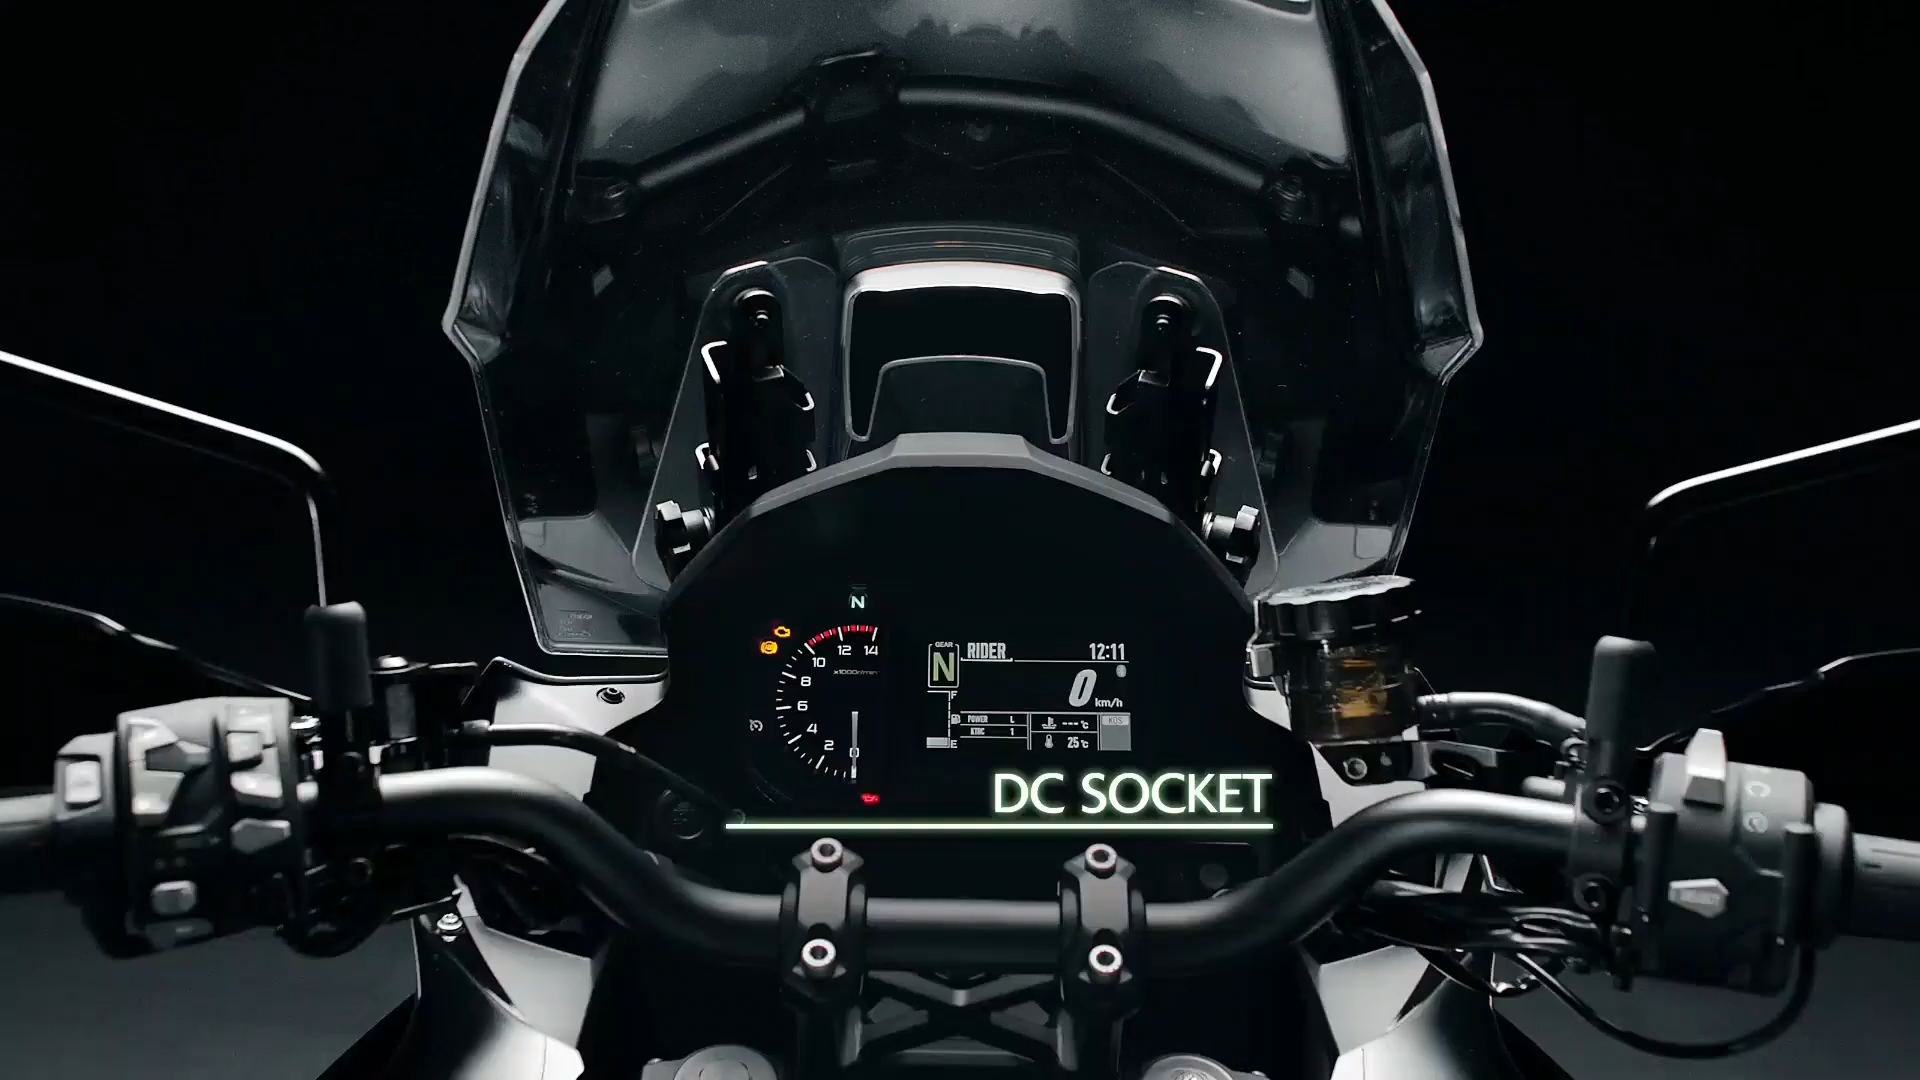 N
12 14
10
x1000r/min
8
6
4
2
0
GEAR
N
RIDER
12:11
0
km/h
F
E
POWER L
KTRC 1
--- °C
25 °C
KQS
DC SOCKET